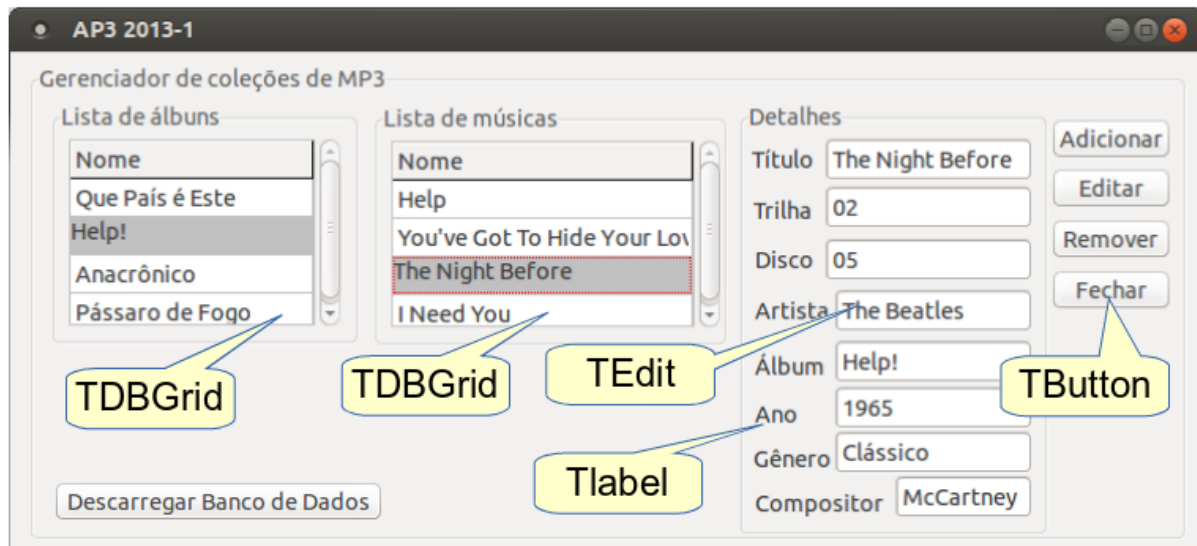 AP3 2013-1
Gerenciador de coleções de MP3
Lista de álbuns
Nome
Que País é Este
Help!
Anacrônico
Pássaro de Fogo
TDBGrid
Lista de músicas
Nome
Help
You've Got To Hide Your Lov
The Night Before
I Need You
TDBGrid
Detalhes
Título The Night Before
Trilha 02
Disco 05
Artista The Beatles
Álbum Help!
Ano 1965
Gênero Clássico
Compositor McCartney
TEdit
Tlabel
Adicionar
Editar
Remover
Fechar
TButton
Descarregar Banco de Dados